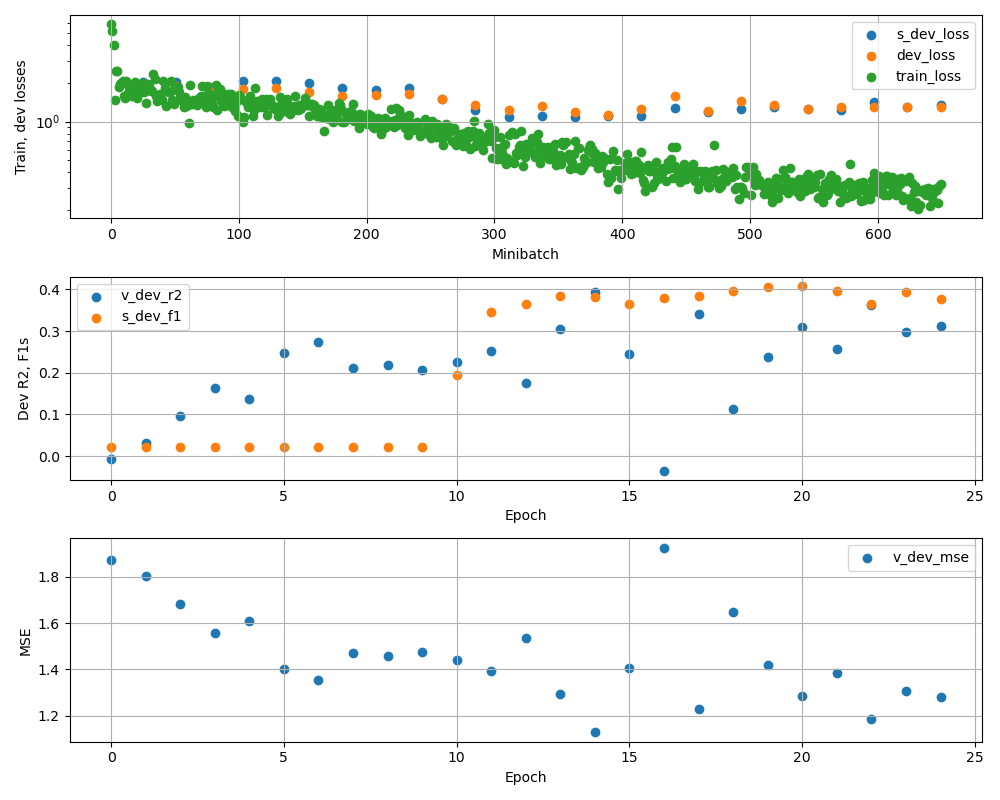 Train, dev losses
10⁰
s_dev_loss
dev_loss
train_loss
0 100 200 300 400 500 600
Minibatch
Dev R2, F1s
0.4
0.3
0.2
0.1
0.0
v_dev_r2
s_dev_f1
0 5 10 15 20 25
Epoch
MSE
1.8
1.6
1.4
1.2
v_dev_mse
0 5 10 15 20 25
Epoch